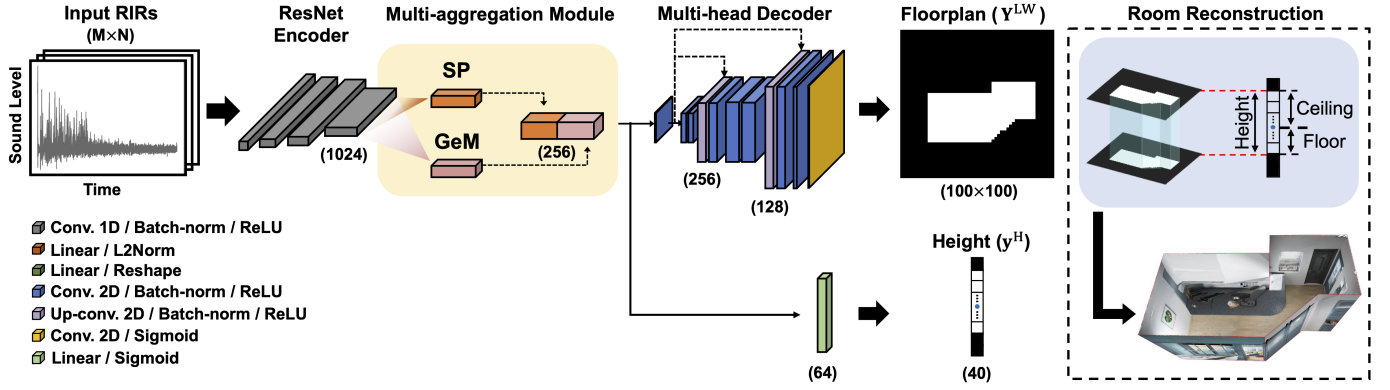 Input RIRs
(M×N)
Sound Level
Time
ResNet
Encoder
(1024)
Multi-aggregation Module
SP
GeM
(256)
Multi-head Decoder
(256)
(128)
Floorplan (Y^LW)
(100×100)
Height (y^H)
(64)
(40)
Room Reconstruction
Height
Ceiling
Floor
Conv. 1D / Batch-norm / ReLU
Linear / L2Norm
Linear / Reshape
Conv. 2D / Batch-norm / ReLU
Up-conv. 2D / Batch-norm / ReLU
Conv. 2D / Sigmoid
Linear / Sigmoid